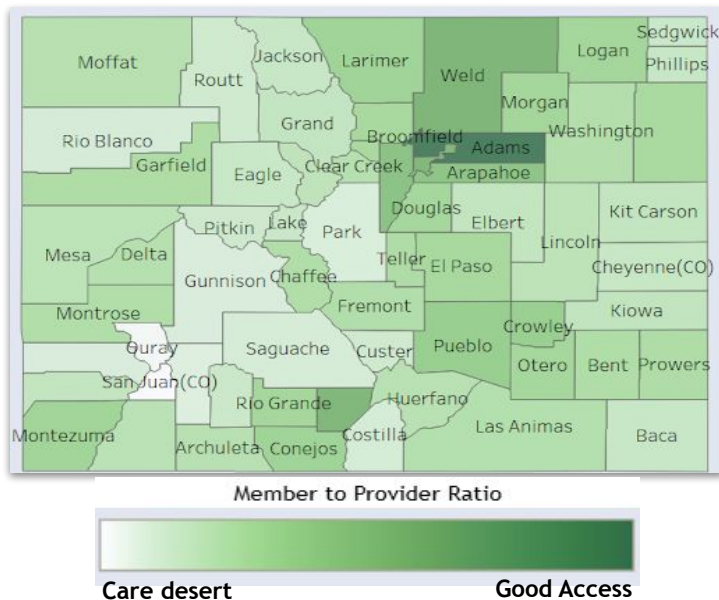 Sedgwick
Jackson
Moffat
Larimer
Logan
Phillips
Routt
Weld
Morgan
Grand
Washington
Rio Blanco
Broomfield
Adams
Garfield
Clear Creek
Eagle
Arapahoe
Douglas
Elbert
Kit Carson
Lake
Pitkin
Park
Lincoln
Mesa
Delta
Teller
El Paso
Cheyenne(CO)
Gunnison
Chaffee
Fremont
Kiowa
Montrose
Crowley
Ouray
Saguache
Custer
Pueblo
Otero
Bent
Prowers
San Juan(CO)
Rio Grande
Huerfano
Las Animas
Montezuma
Archuleta
Conejos
Costilla
Baca
Member to Provider Ratio
Care desert
Good Access